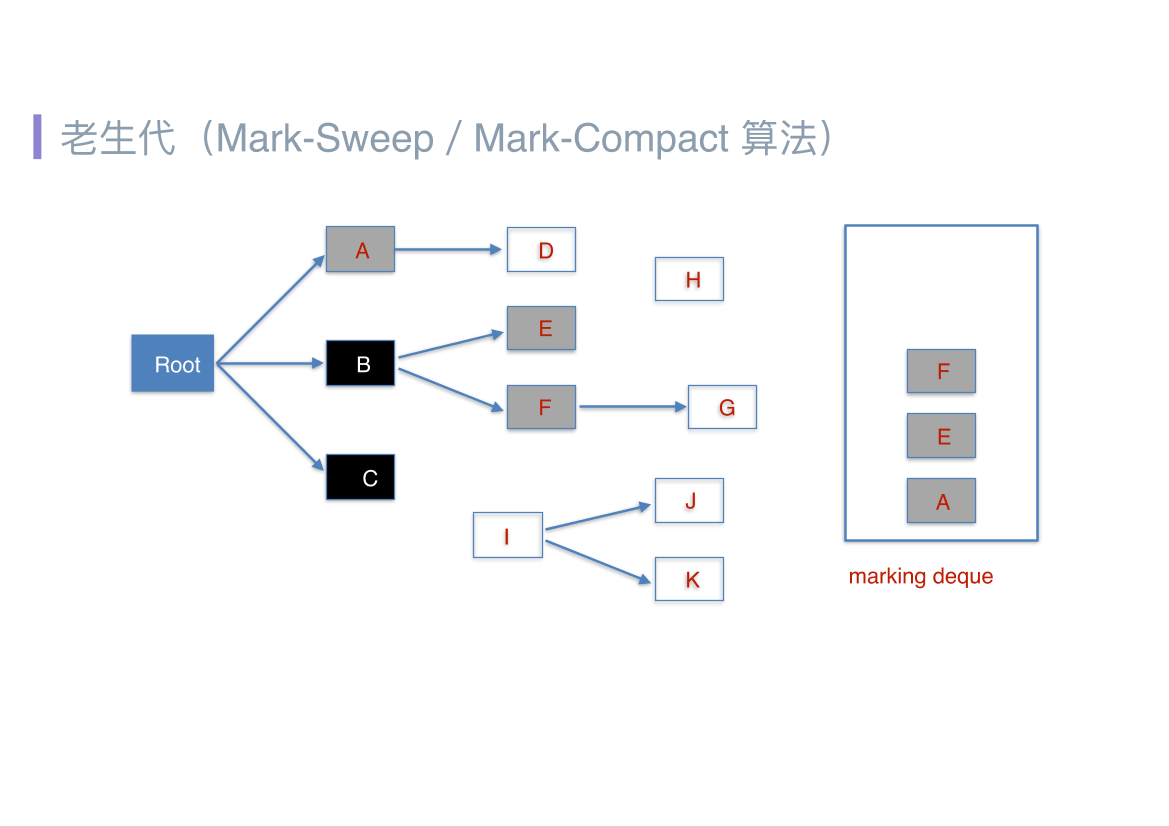 老生代（Mark-Sweep / Mark-Compact 算法）
A
D
H
E
Root
B
F
F
G
E
C
J
A
I
K
marking deque